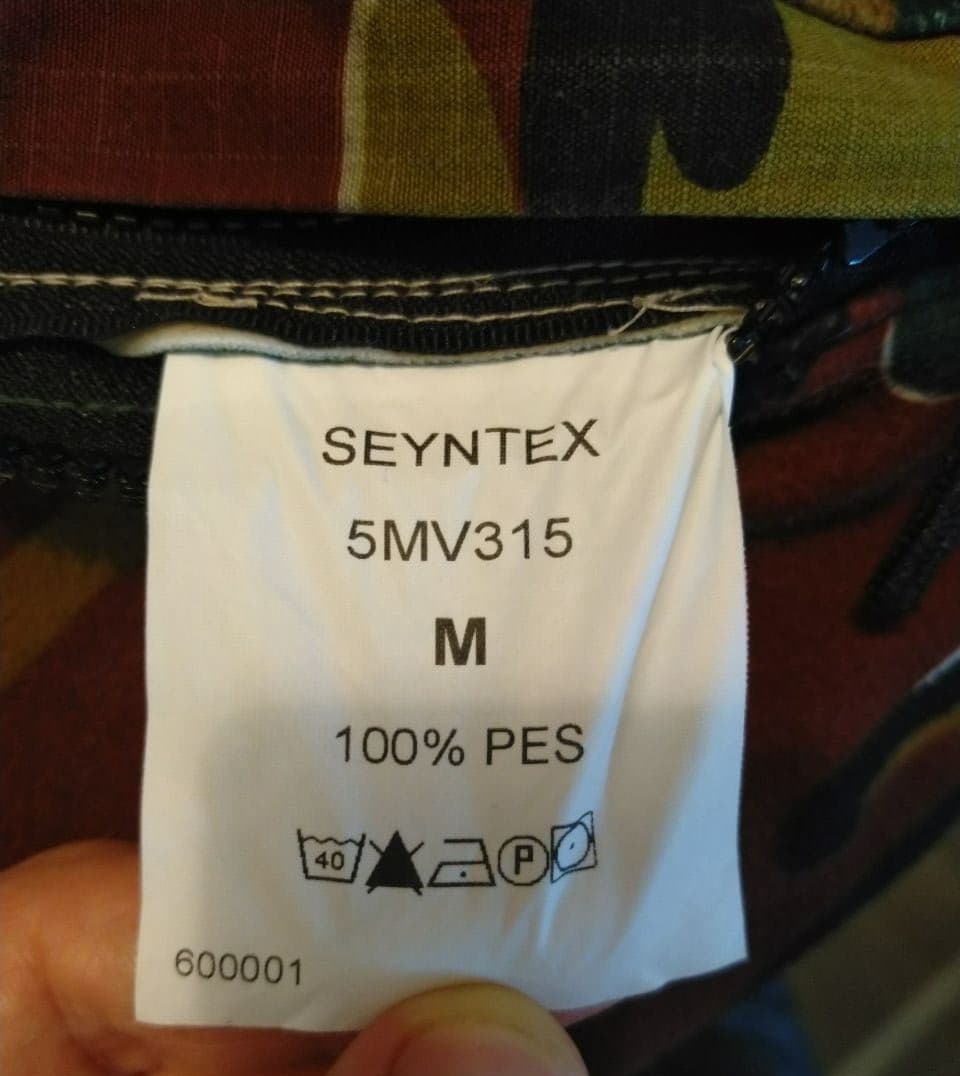 SEYNTEX
5MV315
M
100% PES
40 P
600001